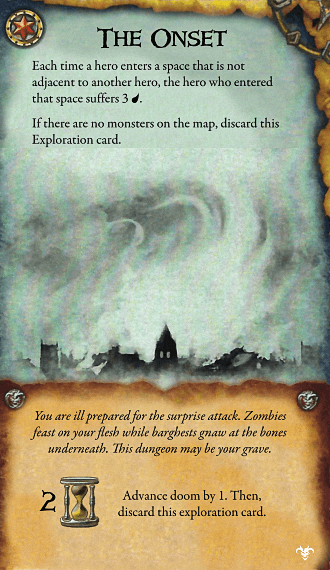 The Onset
Each time a hero enters a space that is not
adjacent to another hero, the hero who entered
that space suffers 3 .
If there are no monsters on the map, discard this
Exploration card.
You are ill prepared for the surprise attack. Zombies
feast on your flesh while barghests gnaw at the bones
underneath. This dungeon may be your grave.
2
Advance doom by 1. Then,
discard this exploration card.